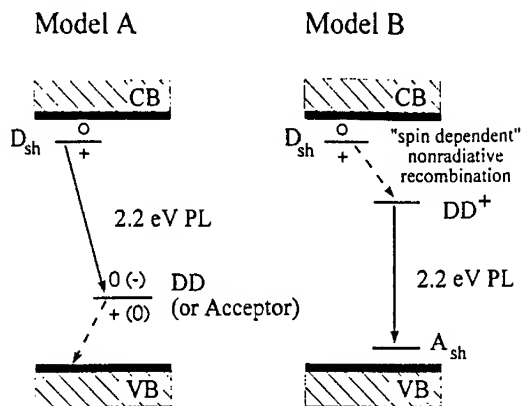 Model A
CB
O
D_sh
+
2.2 eV PL
0 (-)
DD
+ (0)
(or Acceptor)
VB
Model B
CB
O
D_sh
+
"spin dependent"
nonradiative
recombination
DD⁺
2.2 eV PL
A_sh
VB